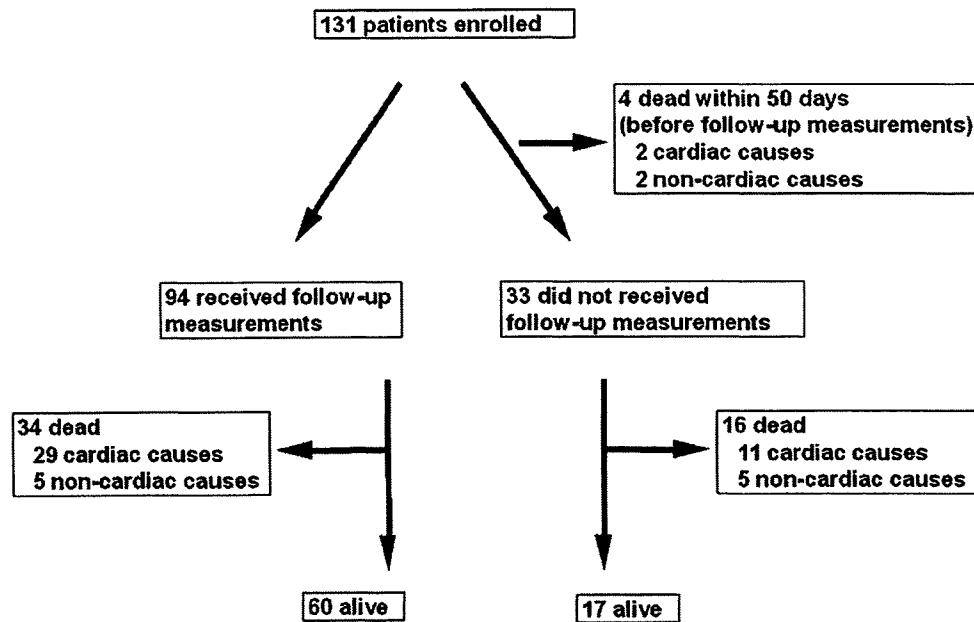 131 patients enrolled
4 dead within 50 days
(before follow-up measurements)
2 cardiac causes
2 non-cardiac causes
94 received follow-up
measurements
33 did not received
follow-up measurements
34 dead
29 cardiac causes
5 non-cardiac causes
16 dead
11 cardiac causes
5 non-cardiac causes
60 alive
17 alive